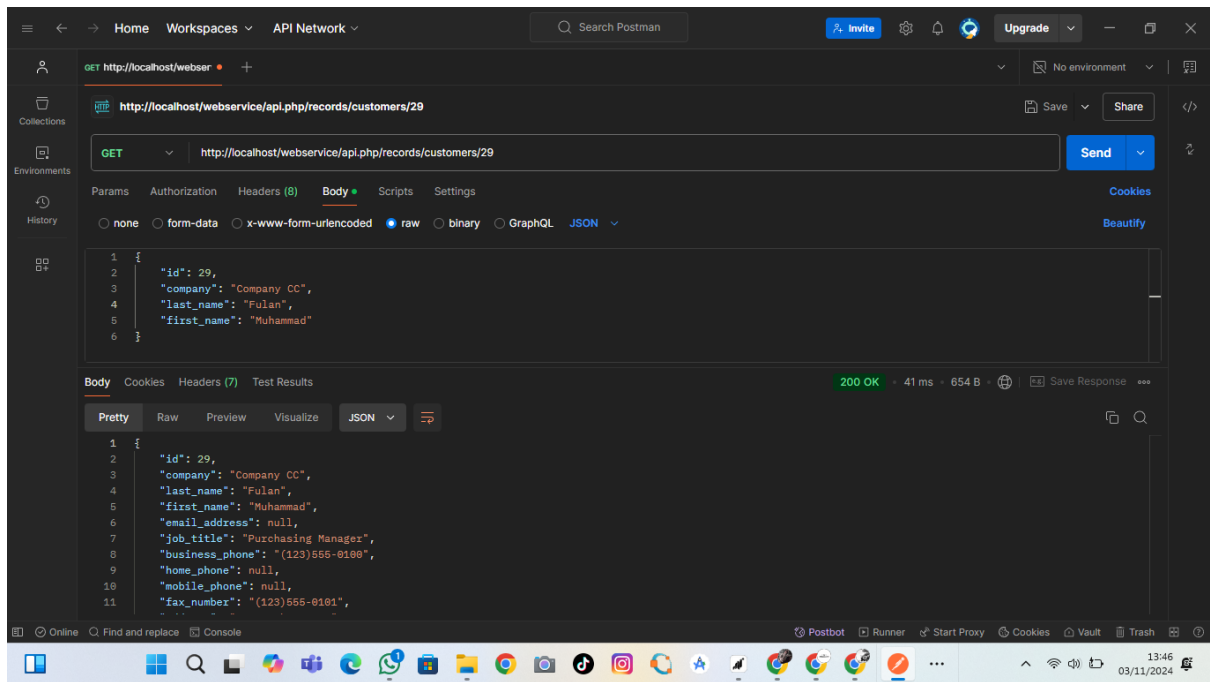 Home Workspaces API Network Search Postman Invite Upgrade
GET http://localhost/webser No environment
HTTP http://localhost/webservice/api.php/records/customers/29 Save Share
Collections
GET http://localhost/webservice/api.php/records/customers/29 Send
Environments
Params Authorization Headers (8) Body Scripts Settings Cookies
History
none form-data x-www-form-urlencoded raw binary GraphQL JSON Beautify
1 {
2 "id": 29,
3 "company": "Company CC",
4 "last_name": "Fulan",
5 "first_name": "Muhammad"
6 }
Body Cookies Headers (7) Test Results 200 OK 41 ms 654 B Save Response
Pretty Raw Preview Visualize JSON
1 {
2 "id": 29,
3 "company": "Company CC",
4 "last_name": "Fulan",
5 "first_name": "Muhammad",
6 "email_address": null,
7 "job_title": "Purchasing Manager",
8 "business_phone": "(123)555-0100",
9 "home_phone": null,
10 "mobile_phone": null,
11 "fax_number": "(123)555-0101",
Online Find and replace Console Postbot Runner Start Proxy Cookies Vault Trash
1
13:46
03/11/2024